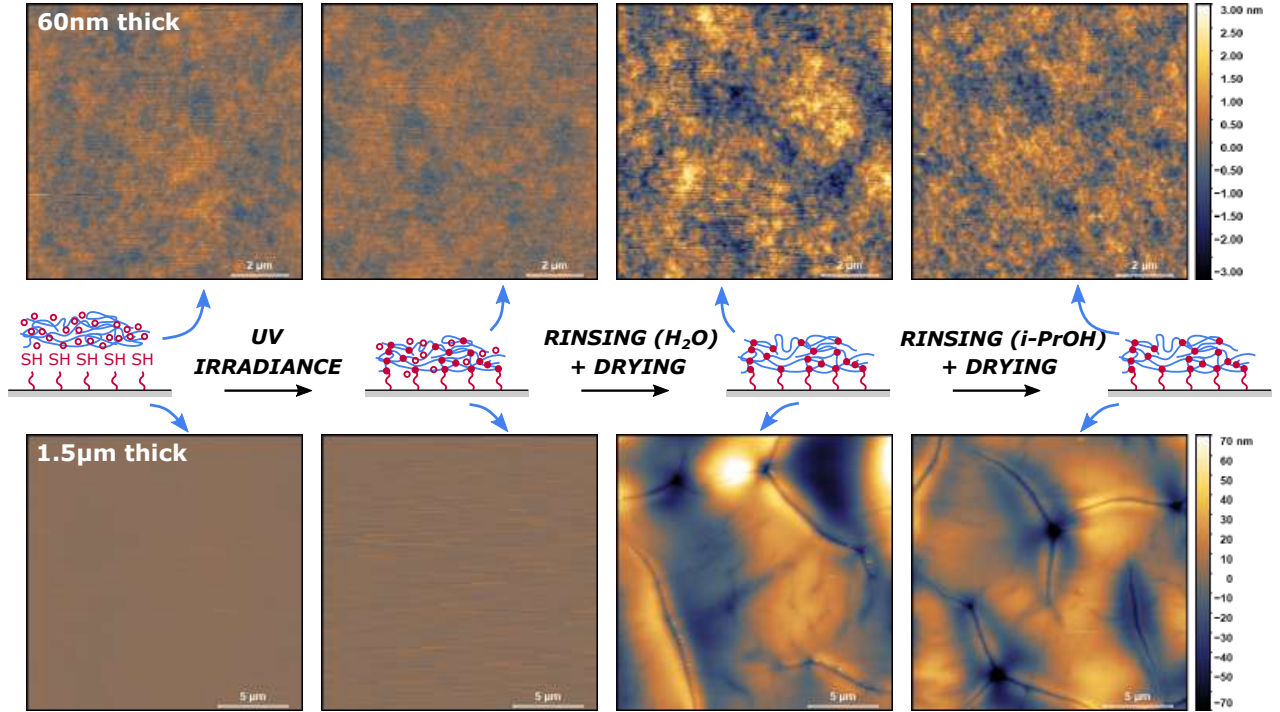 60nm thick
2 µm
2 µm
2 µm
2 µm
3.00 nm
2.00
1.50
1.00
0.50
0.00
−0.50
−1.00
−1.50
−2.00
−3.00
SH SH SH SH SH
UV
IRRADIANCE
RINSING (H₂O)
+ DRYING
RINSING (i-PrOH)
+ DRYING
1.5µm thick
5 µm
5 µm
5 µm
5 µm
70 nm
60
50
40
30
20
10
0
−10
−20
−30
−40
−50
−70